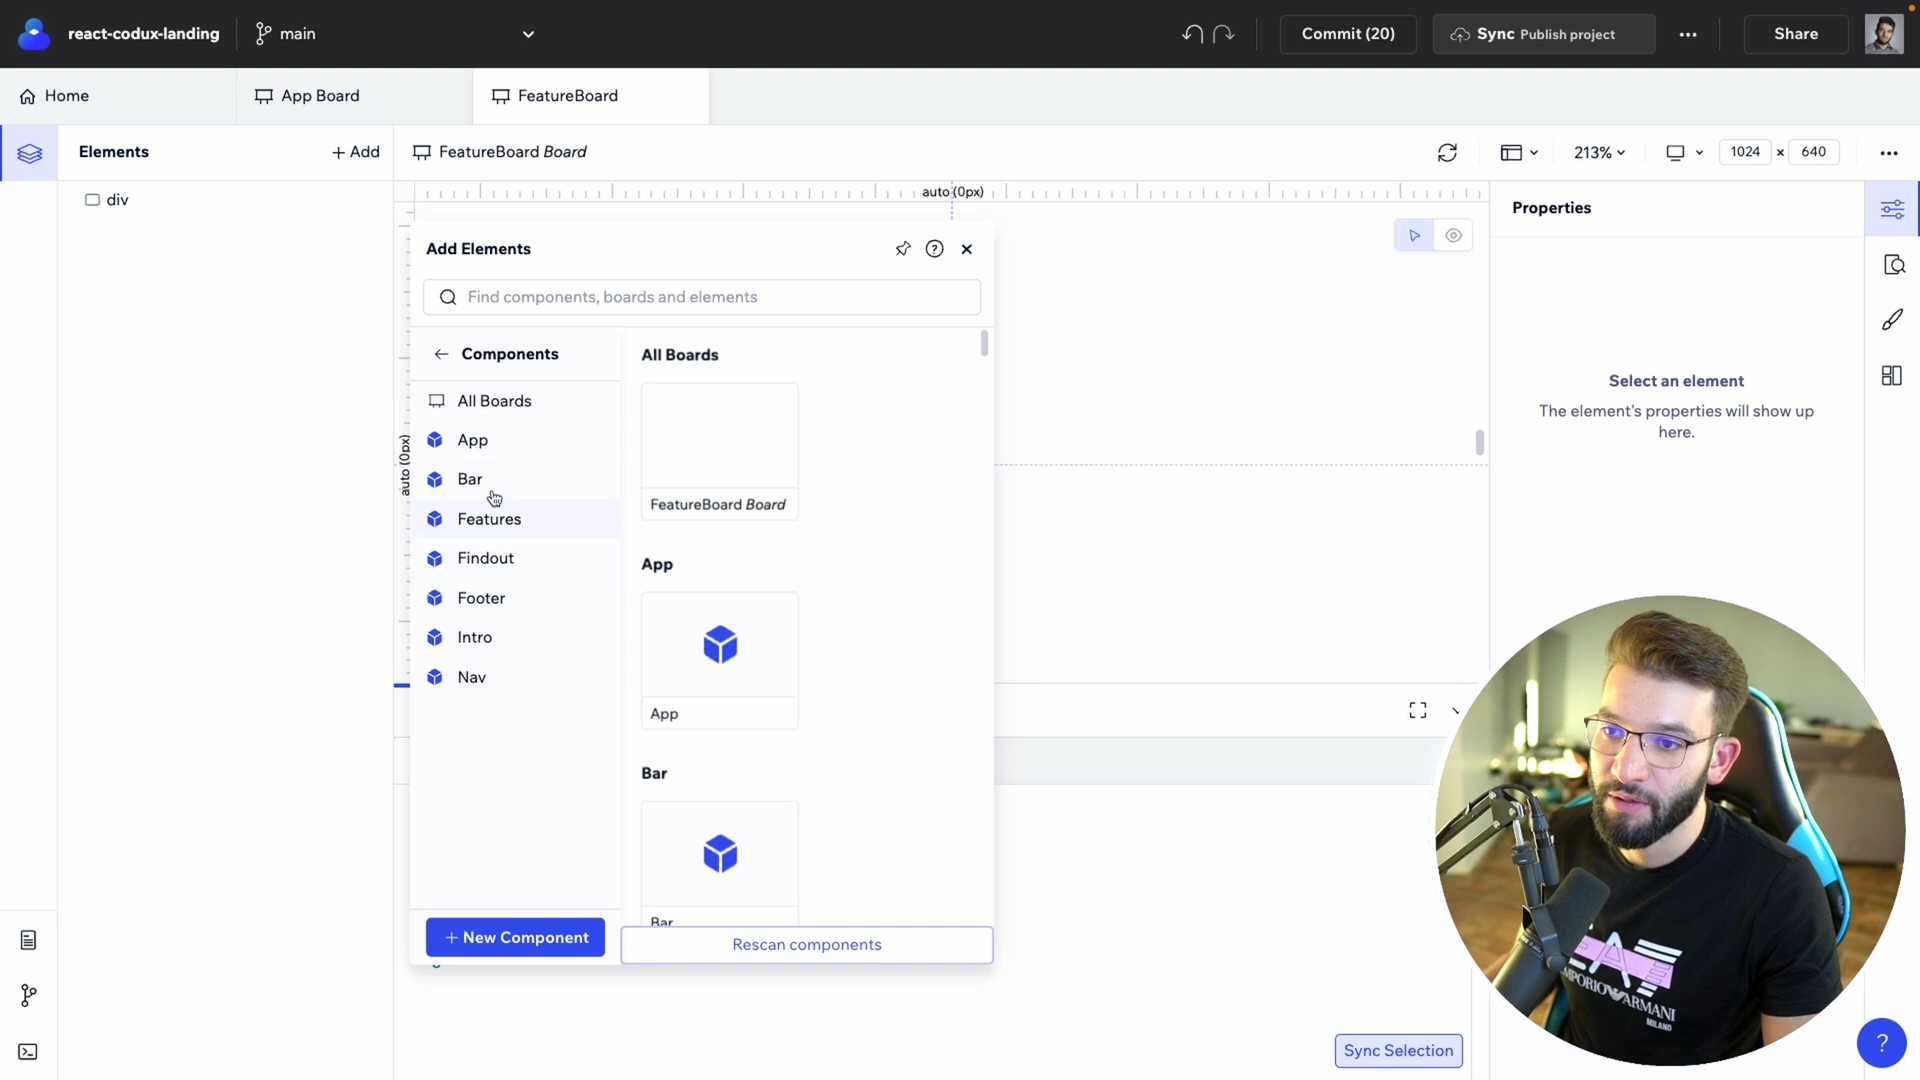 react-codux-landing
main
Commit (20)
Sync Publish project
Share
Home
App Board
FeatureBoard
Elements
+ Add
FeatureBoard Board
213%
1024 × 640
div
auto (0px)
auto (0px)
Properties
Select an element
The element's properties will show up
here.
Add Elements
Find components, boards and elements
Components
All Boards
App
Bar
Features
Findout
Footer
Intro
Nav
+ New Component
All Boards
FeatureBoard Board
App
App
Bar
Bar
Rescan components
Sync Selection
?
EMPORIO ARMANI
MILANO